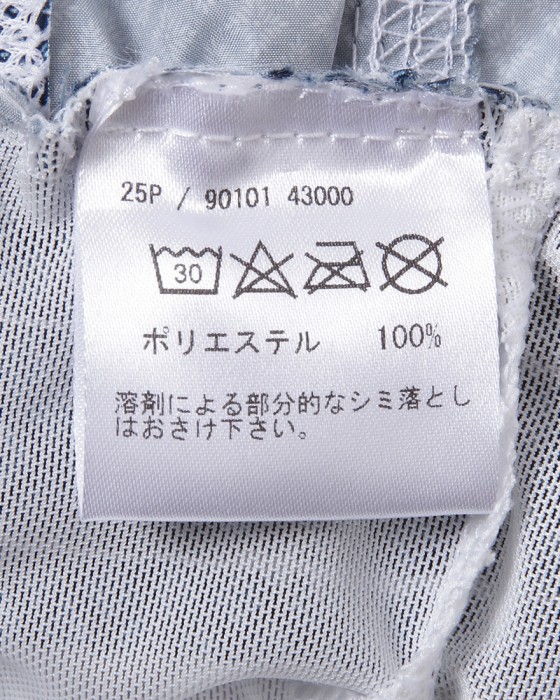 25P / 90101 43000
30
ポリエステル 100%
溶剤による部分的なシミ落とし
はおさけ下さい。